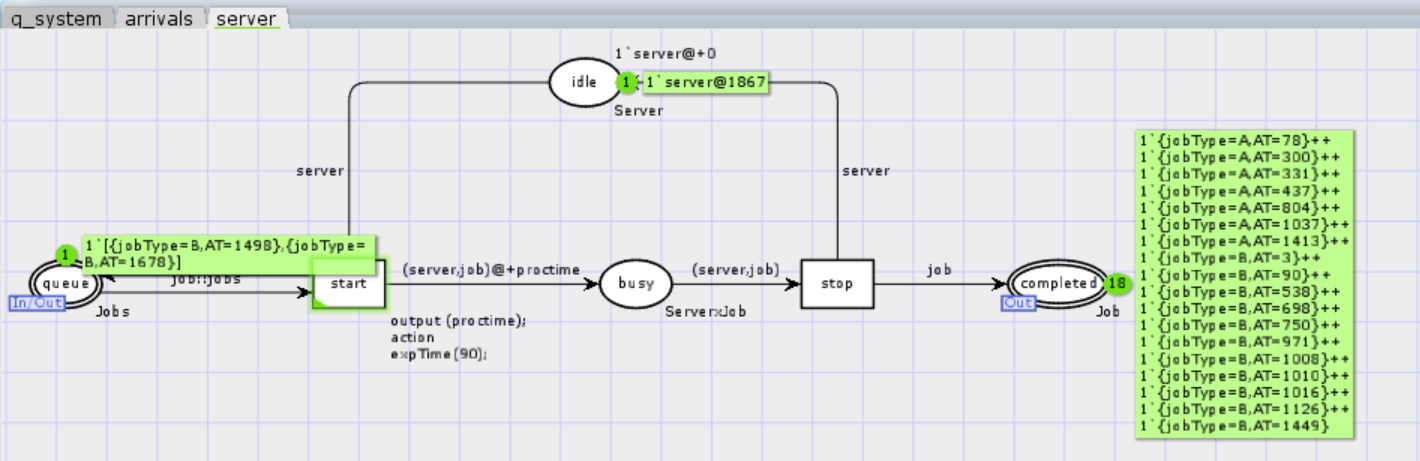 q_system arrivals server
1`server@+0
idle
1
1`server@1867
Server
server
server
1`{jobType=A,AT=78}++
1`{jobType=A,AT=300}++
1`{jobType=A,AT=331}++
1`{jobType=A,AT=437}++
1`{jobType=A,AT=804}++
1`{jobType=A,AT=1037}++
1`{jobType=A,AT=1413}++
1`{jobType=B,AT=3}++
1`{jobType=B,AT=90}++
1`{jobType=B,AT=538}++
1`{jobType=B,AT=698}++
1`{jobType=B,AT=750}++
1`{jobType=B,AT=971}++
1`{jobType=B,AT=1008}++
1`{jobType=B,AT=1010}++
1`{jobType=B,AT=1016}++
1`{jobType=B,AT=1126}++
1`{jobType=B,AT=1449}
1
1`[{jobType=B,AT=1498},{jobType=
B,AT=1678}]
job::jobs
queue
In/Out
Jobs
start
(server,job)@+proctime
output (proctime);
action
expTime(90);
busy
ServerxJob
(server,job)
stop
job
completed
18
Out
Job